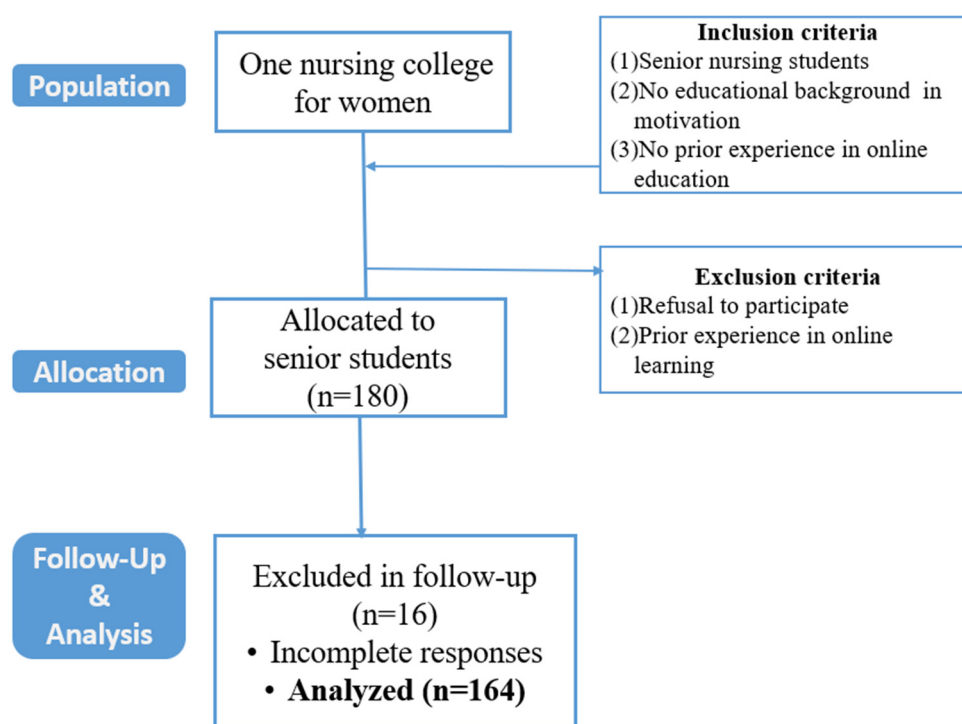 Population
One nursing college
for women
Inclusion criteria
(1)Senior nursing students
(2)No educational background in
motivation
(3)No prior experience in online
education
Exclusion criteria
(1)Refusal to participate
(2)Prior experience in online
learning
Allocation
Allocated to
senior students
(n=180)
Follow-Up
&
Analysis
Excluded in follow-up
(n=16)
• Incomplete responses
• Analyzed (n=164)